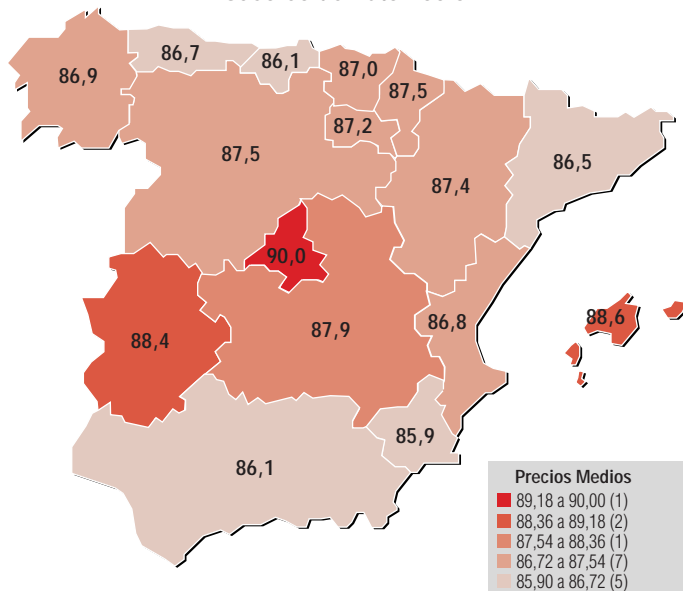 86,7
86,1
87,0
86,9
87,5
87,2
87,5
86,5
87,4
90,0
88,6
86,8
87,9
88,4
85,9
86,1
Precios Medios
89,18 a 90,00 (1)
88,36 a 89,18 (2)
87,54 a 88,36 (1)
86,72 a 87,54 (7)
85,90 a 86,72 (5)